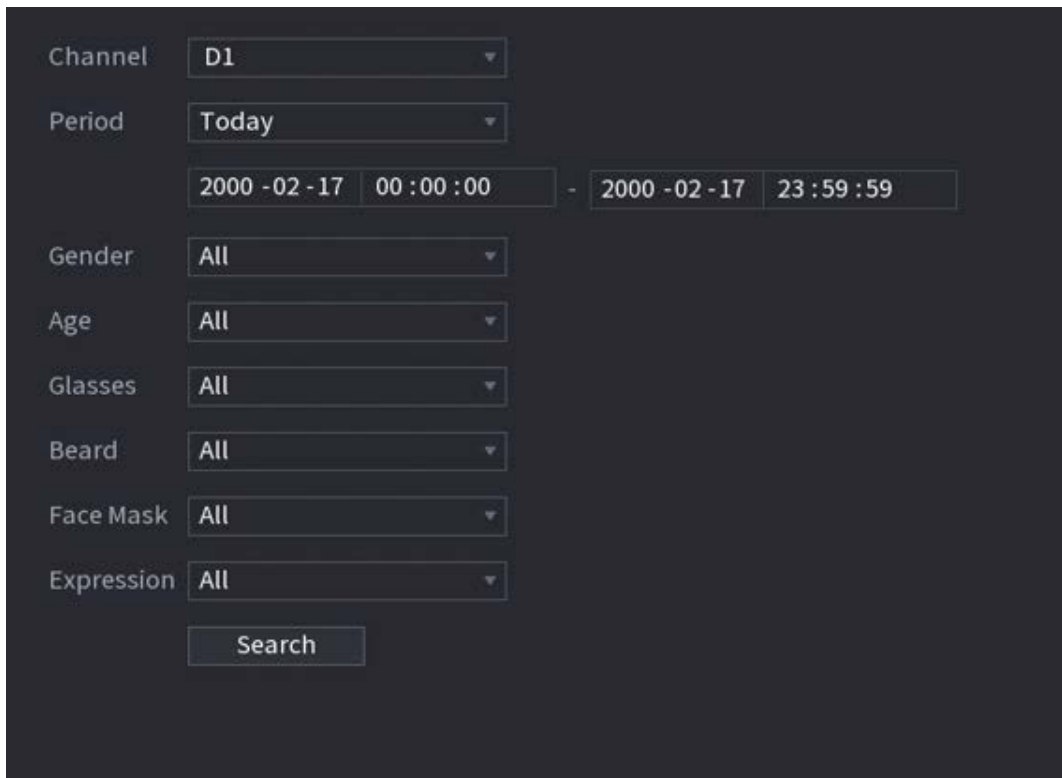 Channel D1
Period Today
2000 -02 -17 00 :00 :00 - 2000 -02 -17 23 :59 :59
Gender All
Age All
Glasses All
Beard All
Face Mask All
Expression All
Search